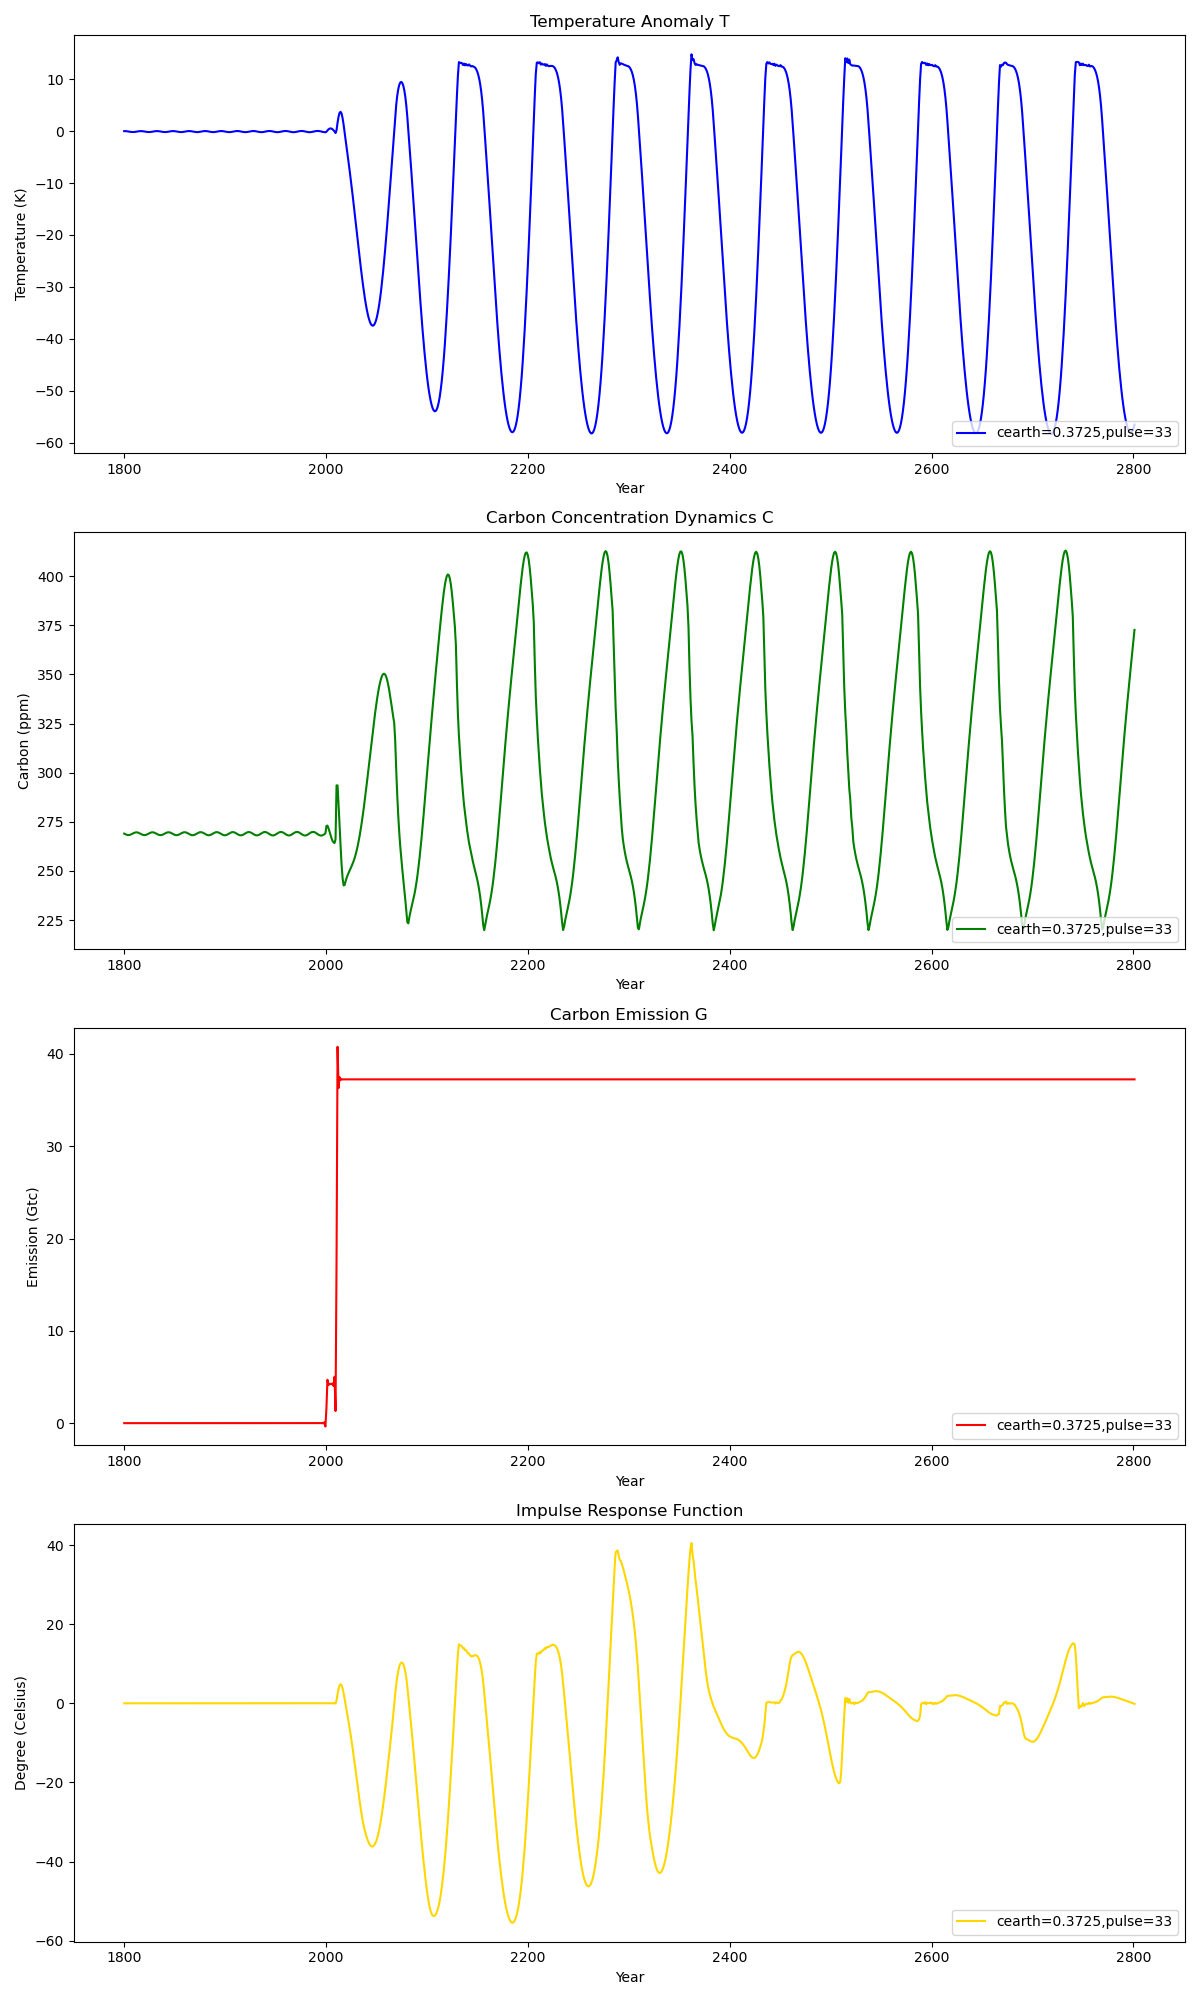 Temperature Anomaly T
10
0
−10
−20
−30
−40
−50
−60
Temperature (K)
cearth=0.3725,pulse=33
1800 2000 2200 2400 2600 2800
Year
Carbon Concentration Dynamics C
400
375
350
325
300
275
250
225
Carbon (ppm)
cearth=0.3725,pulse=33
1800 2000 2200 2400 2600 2800
Year
Carbon Emission G
40
30
20
10
0
Emission (Gtc)
cearth=0.3725,pulse=33
1800 2000 2200 2400 2600 2800
Year
Impulse Response Function
40
20
0
−20
−40
−60
Degree (Celsius)
cearth=0.3725,pulse=33
1800 2000 2200 2400 2600 2800
Year